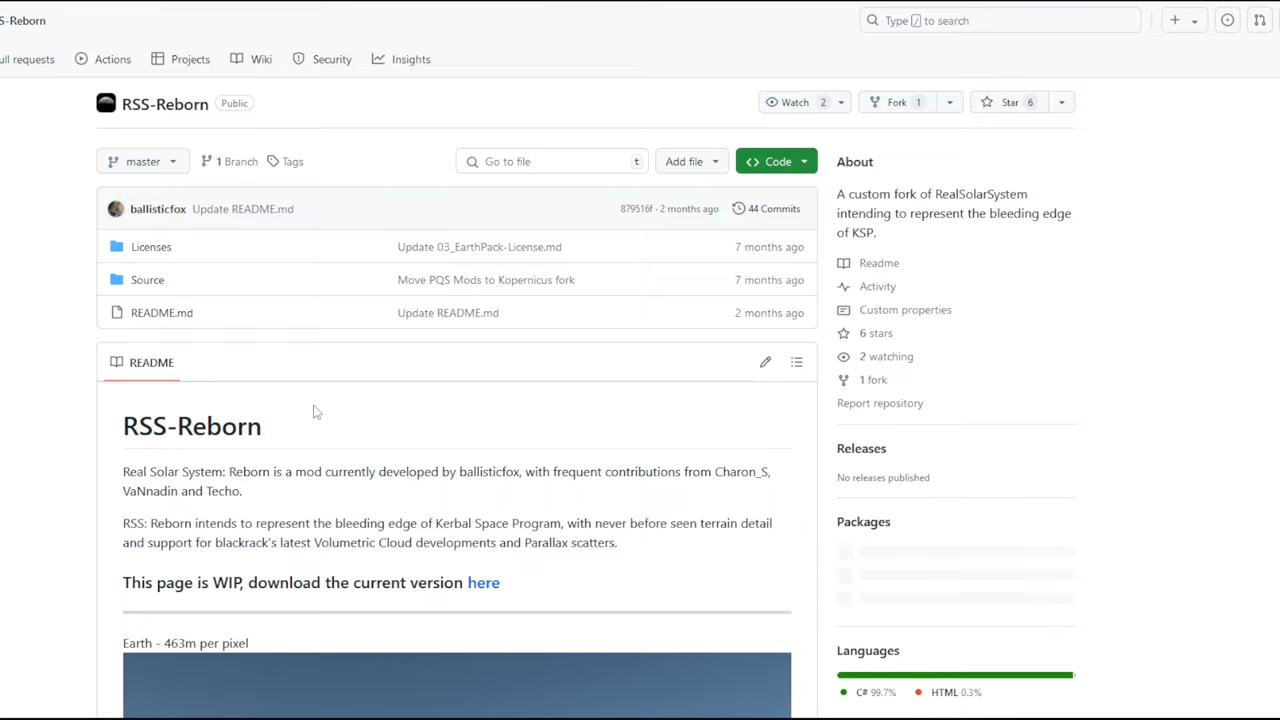 S-Reborn
Type / to search
ull requests
Actions
Projects
Wiki
Security
Insights
RSS-Reborn Public
Watch 2
Fork 1
Star 6
master
1 Branch
Tags
Go to file t
Add file
Code
ballisticfox Update README.md 879516f · 2 months ago 44 Commits
Licenses Update 03_EarthPack-License.md 7 months ago
Source Move PQS Mods to Kopernicus fork 7 months ago
README.md Update README.md 2 months ago
README
RSS-Reborn
Real Solar System: Reborn is a mod currently developed by ballisticfox, with frequent contributions from Charon_S,
VaNnadin and Techo.
RSS: Reborn intends to represent the bleeding edge of Kerbal Space Program, with never before seen terrain detail
and support for blackrack's latest Volumetric Cloud developments and Parallax scatters.
This page is WIP, download the current version here
Earth - 463m per pixel
About
A custom fork of RealSolarSystem
intending to represent the bleeding edge
of KSP.
Readme
Activity
Custom properties
6 stars
2 watching
1 fork
Report repository
Releases
No releases published
Packages
Languages
C# 99.7% HTML 0.3%